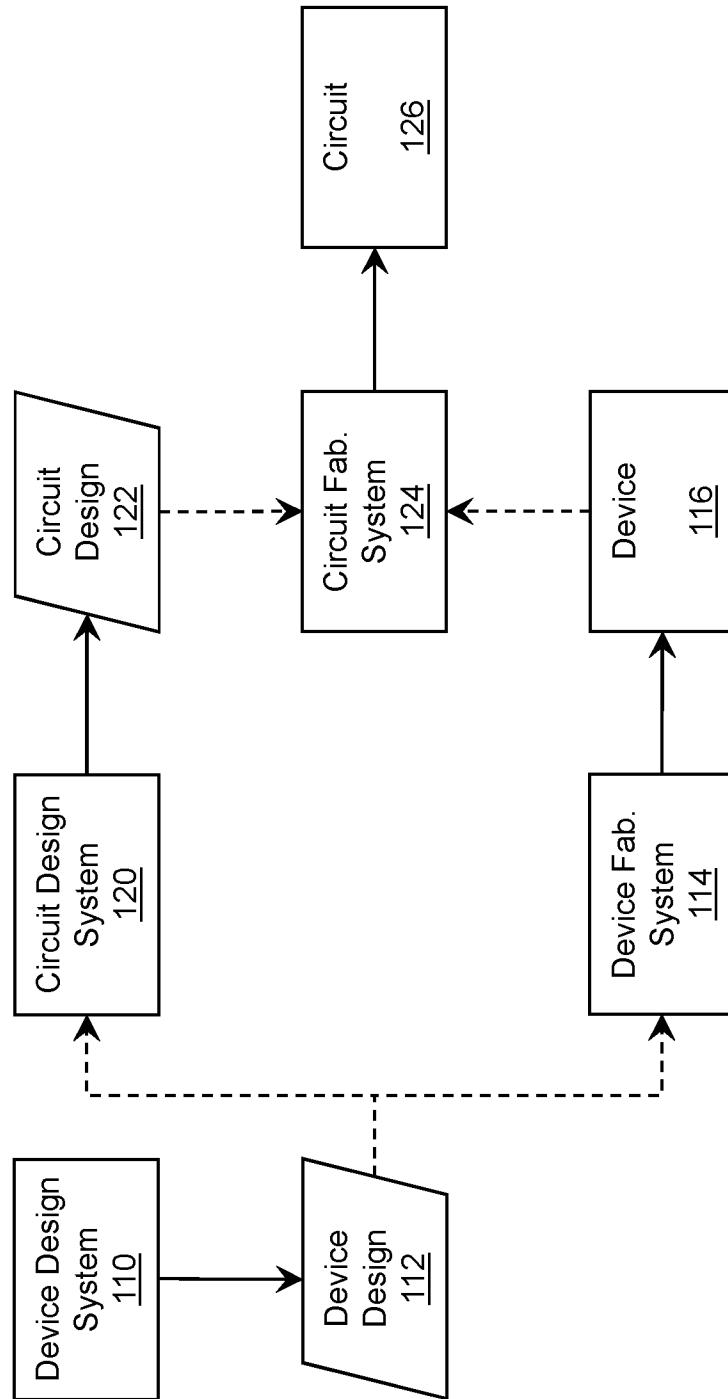 Device Design
System
110
Device
Design
112
Circuit Design
System
120
Device Fab.
System
114
Circuit
Design
122
Circuit Fab.
System
124
Device
116
Circuit
126